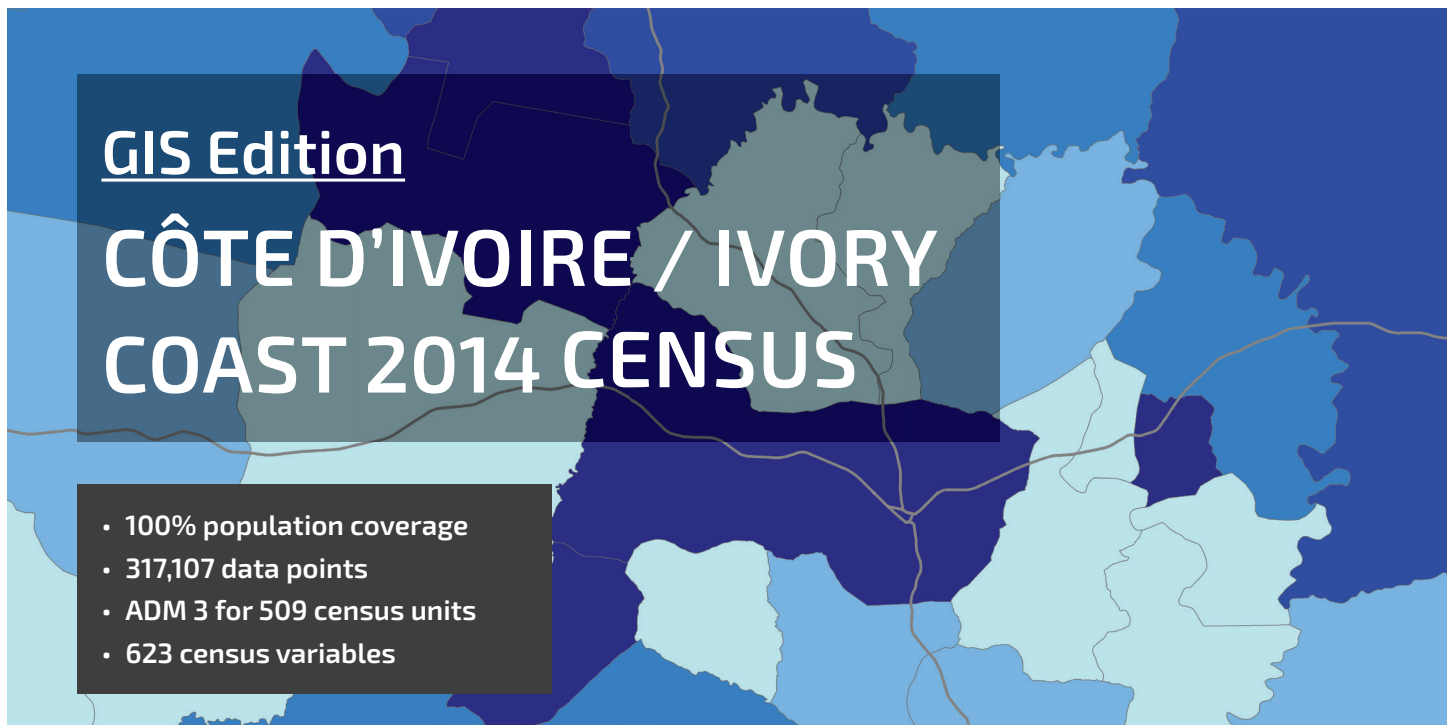 GIS Edition
CÔTE D’IVOIRE / IVORY
COAST 2014 CENSUS
• 100% population coverage
• 317,107 data points
• ADM 3 for 509 census units
• 623 census variables